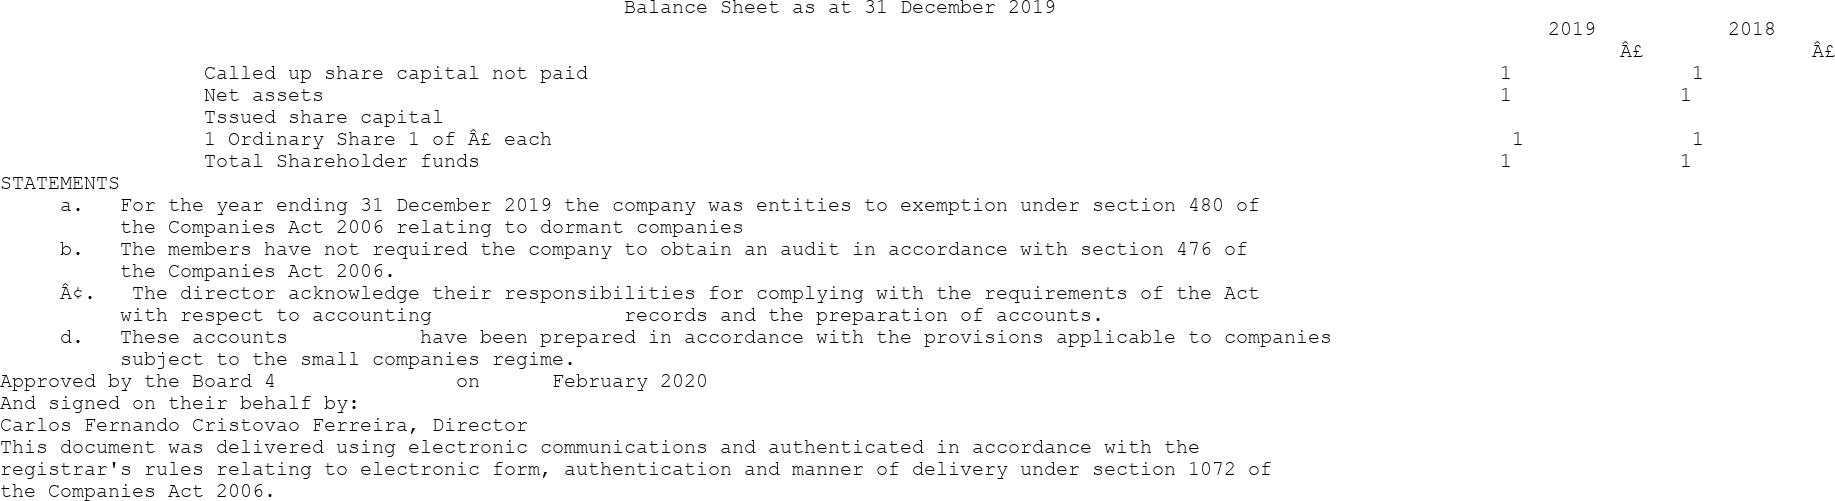 Balance Sheet as at 31 December 2019
2019 2018
Â£ Â£
Called up share capital not paid 1 1
Net assets 1 1
Tssued share capital
1 Ordinary Share 1 of Â£ each 1 1
Total Shareholder funds 1 1
STATEMENTS
a. For the year ending 31 December 2019 the company was entities to exemption under section 480 of
the Companies Act 2006 relating to dormant companies
b. The members have not required the company to obtain an audit in accordance with section 476 of
the Companies Act 2006.
Â¢. The director acknowledge their responsibilities for complying with the requirements of the Act
with respect to accounting records and the preparation of accounts.
d. These accounts have been prepared in accordance with the provisions applicable to companies
subject to the small companies regime.
Approved by the Board 4 on February 2020
And signed on their behalf by:
Carlos Fernando Cristovao Ferreira, Director
This document was delivered using electronic communications and authenticated in accordance with the
registrar's rules relating to electronic form, authentication and manner of delivery under section 1072 of
the Companies Act 2006.